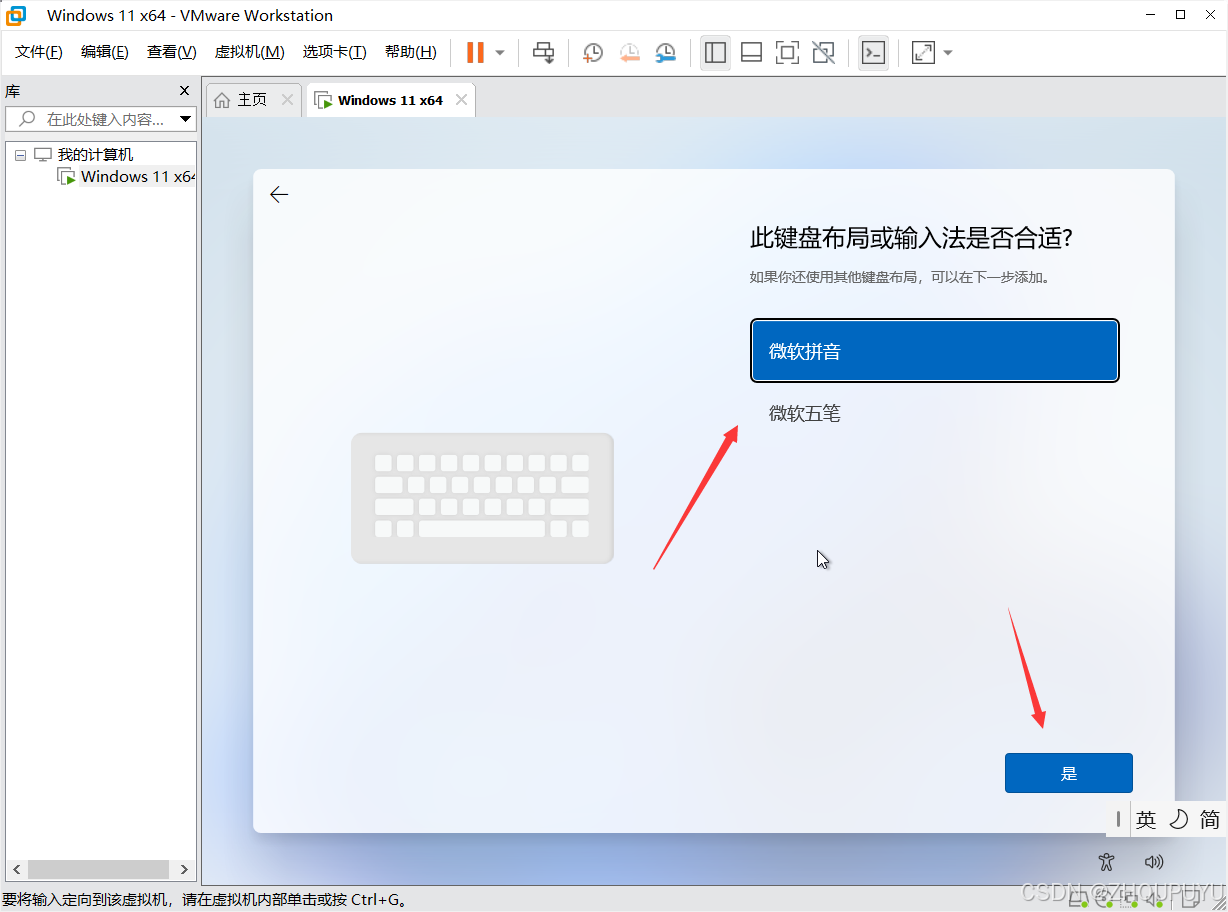 Windows 11 x64 - VMware Workstation
文件(F) 编辑(E) 查看(V) 虚拟机(M) 选项卡(T) 帮助(H)
库
在此处键入内容...
我的计算机
Windows 11 x64
主页
Windows 11 x64
此键盘布局或输入法是否合适?
如果你还使用其他键盘布局，可以在下一步添加。
微软拼音
微软五笔
是
英 简
要将输入定向到该虚拟机，请在虚拟机内部单击或按 Ctrl+G。
CSDN @ZHOUPUYU